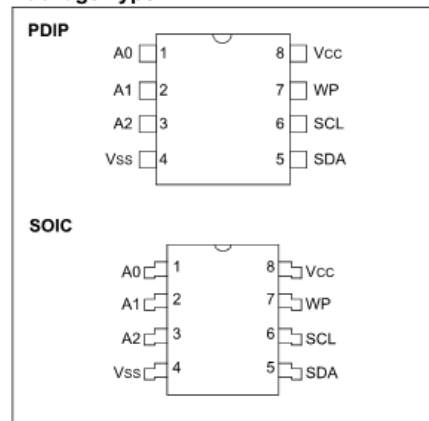 PDIP
A0 1 8 Vcc
A1 2 7 WP
A2 3 6 SCL
Vss 4 5 SDA
SOIC
A0 1 8 Vcc
A1 2 7 WP
A2 3 6 SCL
Vss 4 5 SDA